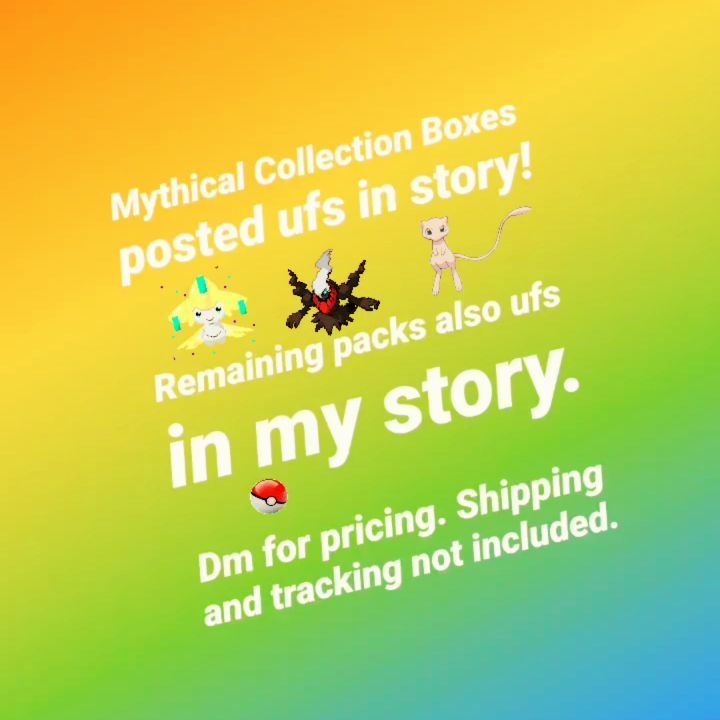 Mythical Collection Boxes
posted ufs in story!
Remaining packs also ufs
in my story.
Dm for pricing. Shipping
and tracking not included.